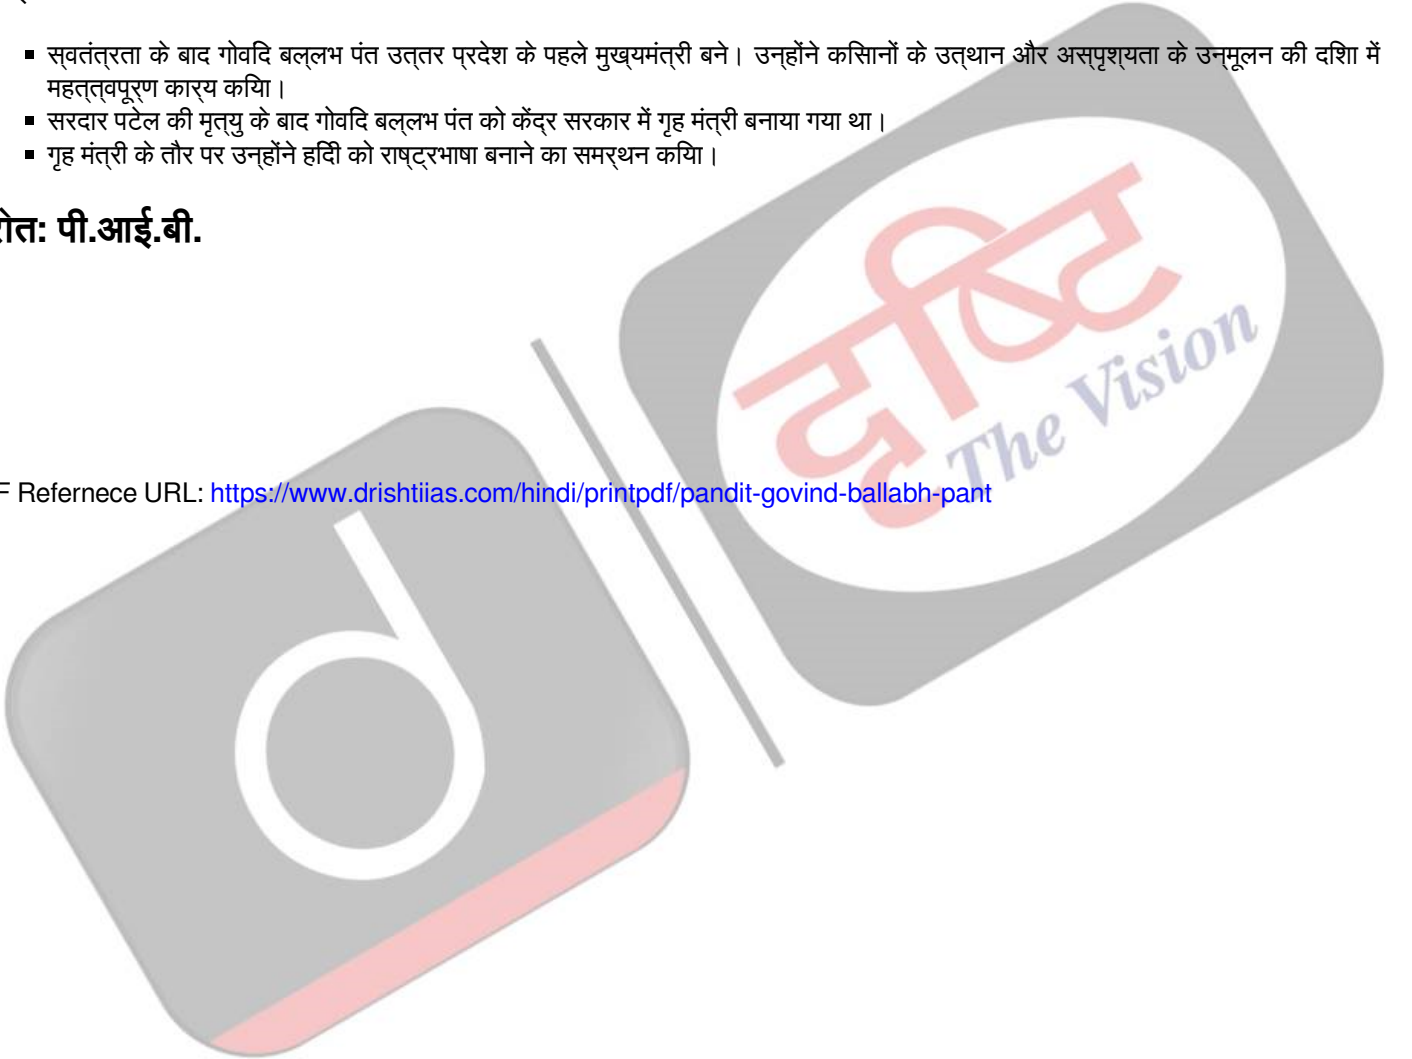 स्वतंत्रता के बाद गोविंद बल्लभ पंत उत्तर प्रदेश के पहले मुख्यमंत्री बने। उन्होंने किसानों के उत्थान और अस्पृश्यता के उन्मूलन की दिशा में
महत्त्वपूर्ण कार्य किया।
सरदार पटेल की मृत्यु के बाद गोविंद बल्लभ पंत को केंद्र सरकार में गृह मंत्री बनाया गया था।
गृह मंत्री के तौर पर उन्होंने हिंदी को राष्ट्रभाषा बनाने का समर्थन किया।
रोत: पी.आई.बी.
दृष्टि
The Vision
F Refernece URL: https://www.drishtiias.com/hindi/printpdf/pandit-govind-ballabh-pant
d